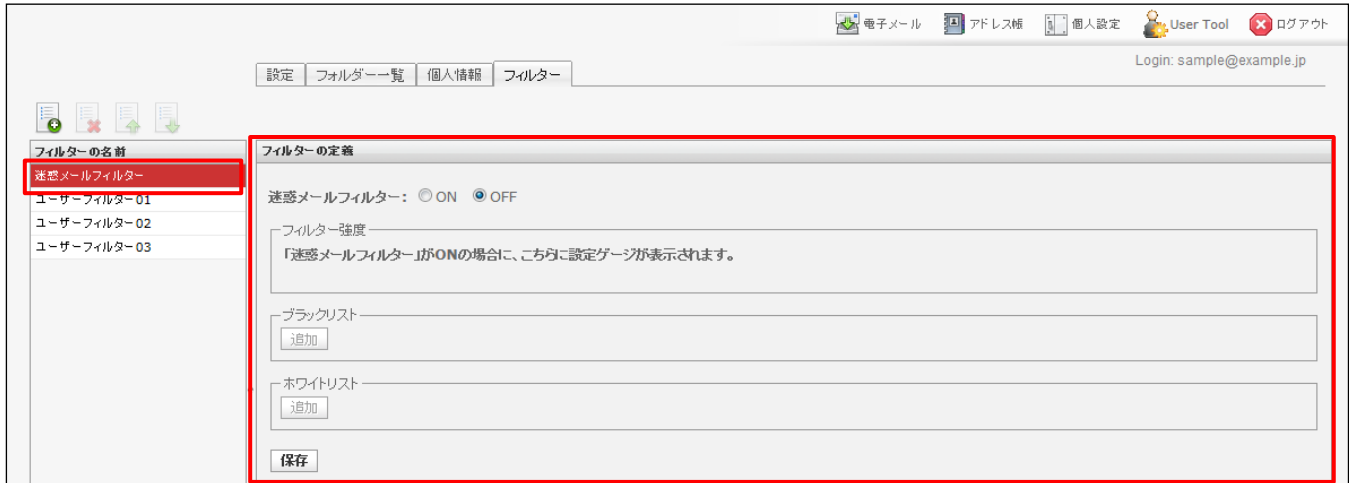 電子メール アドレス帳 個人設定 User Tool ログアウト
Login: sample@example.jp
設定 フォルダー一覧 個人情報 フィルター
フィルターの名前
迷惑メールフィルター
ユーザーフィルター01
ユーザーフィルター02
ユーザーフィルター03
フィルターの定義
迷惑メールフィルター: ON OFF
フィルター強度
「迷惑メールフィルター」がONの場合に、こちらに設定ゲージが表示されます。
ブラックリスト
追加
ホワイトリスト
追加
保存